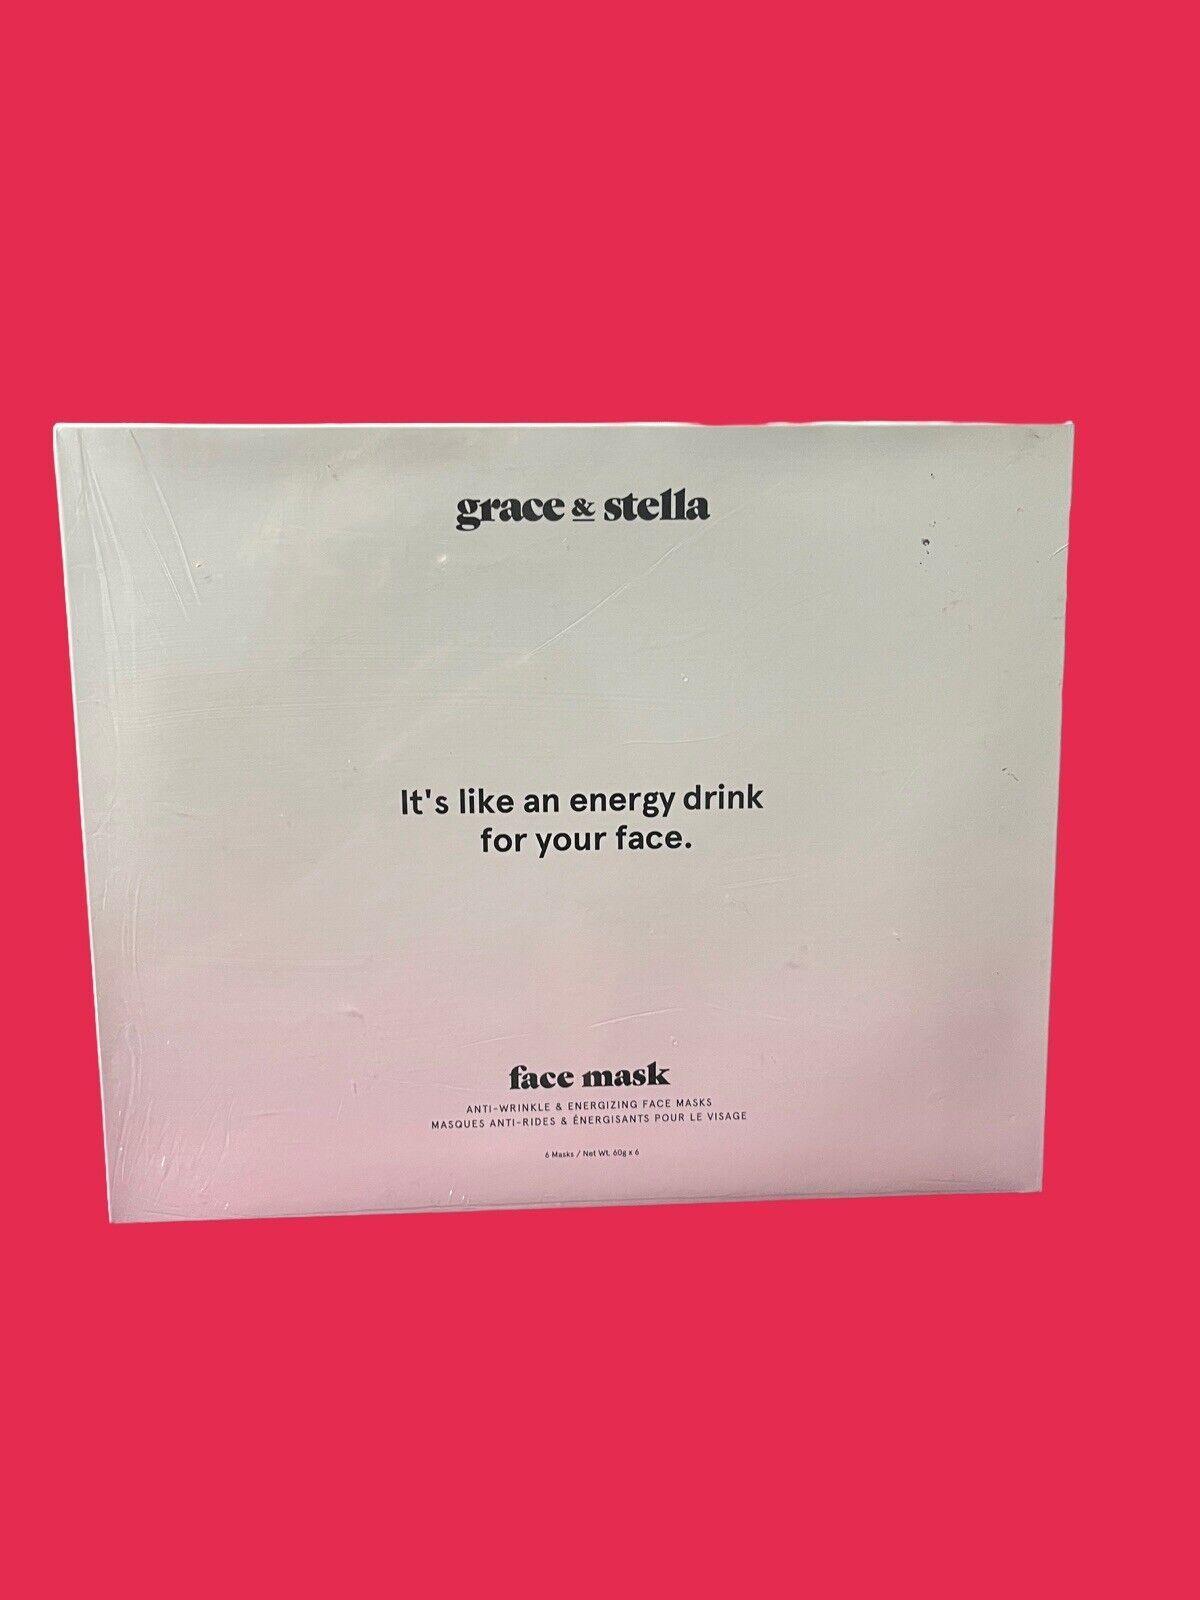 grace & stella
It's like an energy drink
for your face.
face mask
ANTI-WRINKLE & ENERGIZING FACE MASKS
MASQUES ANTI-RIDES & ÉNERGISANTS POUR LE VISAGE
6 Masks / Net Wt. 60g x 6